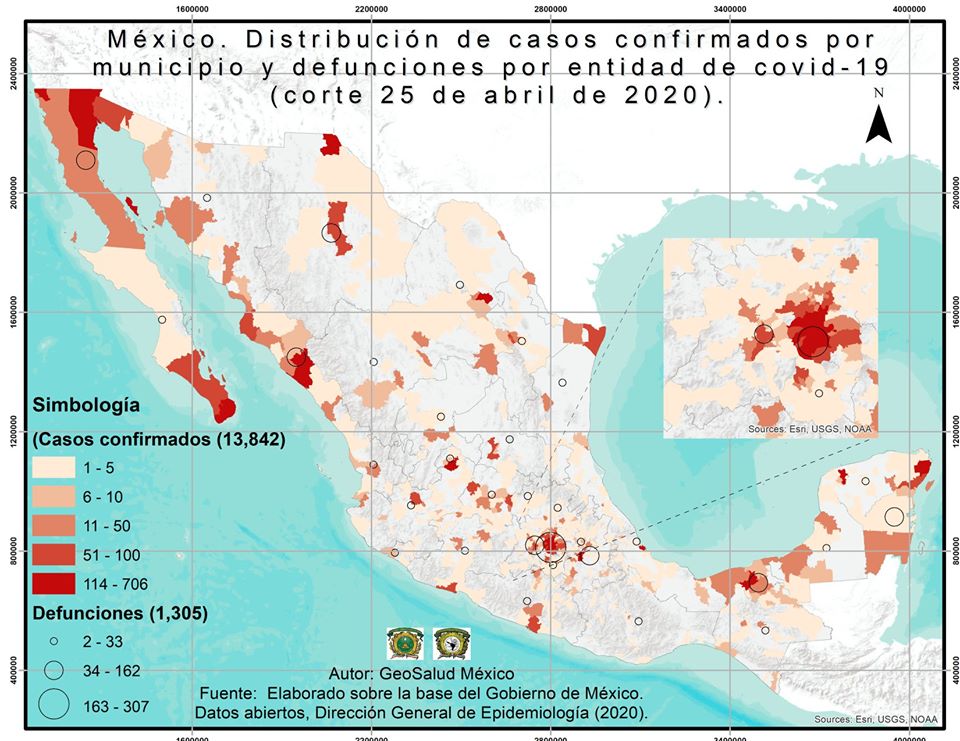 1600000 2200000 2800000 3400000 4000000
México. Distribución de casos confirmados por
municipio y defunciones por entidad de covid-19
(corte 25 de abril de 2020).
N
2400000 2400000
2000000 2000000
1600000 1600000
1200000 1200000
800000 800000
400000 400000
Sources: Esri, USGS, NOAA
Simbología
(Casos confirmados (13,842)
1 - 5
6 - 10
11 - 50
51 - 100
114 - 706
Defunciones (1,305)
2 - 33
34 - 162
163 - 307
Autor: GeoSalud México
Fuente: Elaborado sobre la base del Gobierno de México.
Datos abiertos, Dirección General de Epidemiología (2020).
Sources: Esri, USGS, NOAA
1600000 2200000 2800000 3400000 4000000